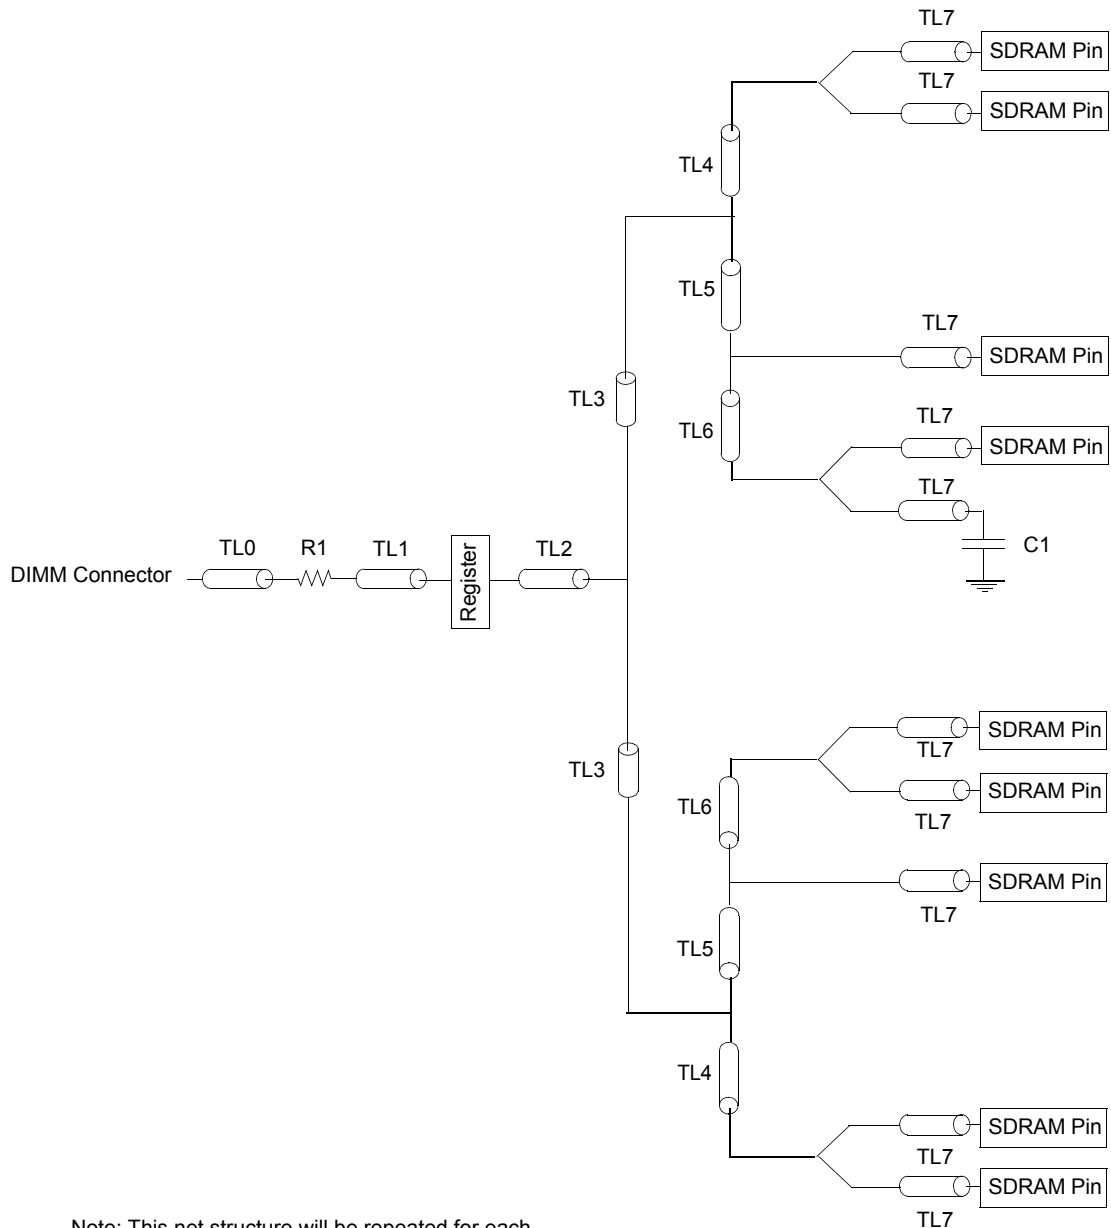 TL7
SDRAM Pin
TL7
SDRAM Pin
TL4
TL5
TL7
SDRAM Pin
TL3
TL6
TL7
SDRAM Pin
TL7
C1
DIMM Connector
TL0
R1
TL1
Register
TL2
TL3
SDRAM Pin
TL7
TL6
SDRAM Pin
TL7
SDRAM Pin
TL7
TL5
TL4
SDRAM Pin
TL7
SDRAM Pin
TL7
Note: This net structure will be repeated for each